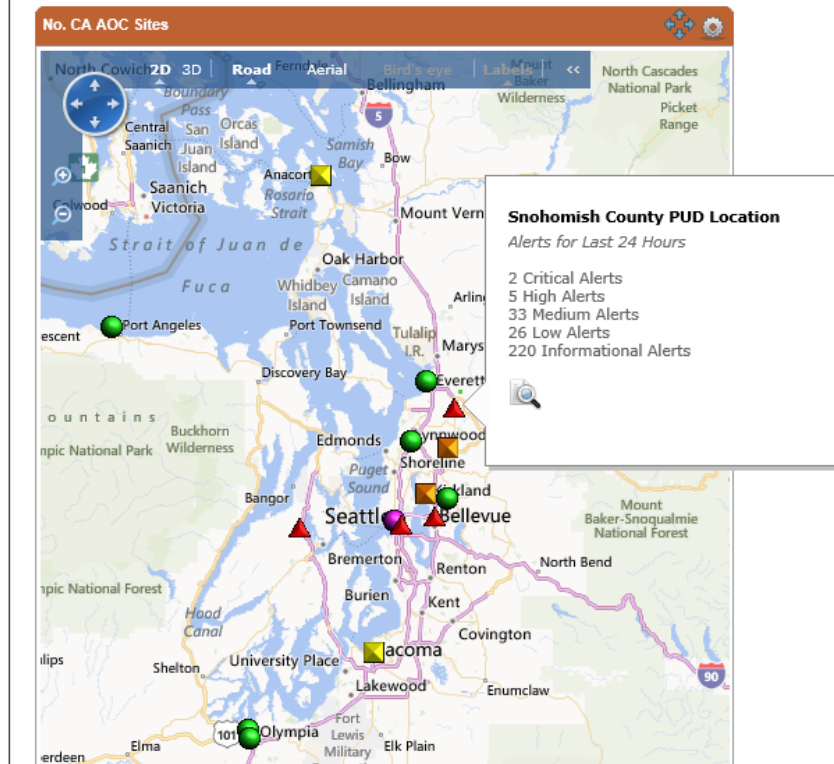 No. CA AOC Sites
2D 3D Road Aerial Bird's eye Labels <<
North Cowich
Ferndale
Bellingham
Mount
Baker
Wilderness
North Cascades
National Park
Picket
Range
Boundary
Pass
5
Central
Saanich
San
Juan
Island
Orcas
Island
Samish
Bay
Bow
Saanich
Anacort
Colwood
Victoria
Rosario
Strait
Mount Vern
Snohomish County PUD Location
Alerts for Last 24 Hours
2 Critical Alerts
5 High Alerts
33 Medium Alerts
26 Low Alerts
220 Informational Alerts
Strait of Juan de
Fuca
Oak Harbor
Whidbey
Island
Camano
Island
Arling
Port Angeles
Port Townsend
escent
Tulalip
I.R.
Marys
Discovery Bay
Everett
ountains
Buckhorn
Wilderness
mpic National Park
Edmonds
ynnwood
Shoreline
Puget
Sound
Bangor
Kirkland
Seattle
Bellevue
Mount
Baker-Snoqualmie
National Forest
Bremerton
Renton
North Bend
mpic National Forest
Burien
Kent
Hood
Canal
Covington
acoma
University Place
lips
Shelton
90
Lakewood
Enumclaw
101
Olympia
Fort
Lewis
Military
Elma
Elk Plain
erdeen